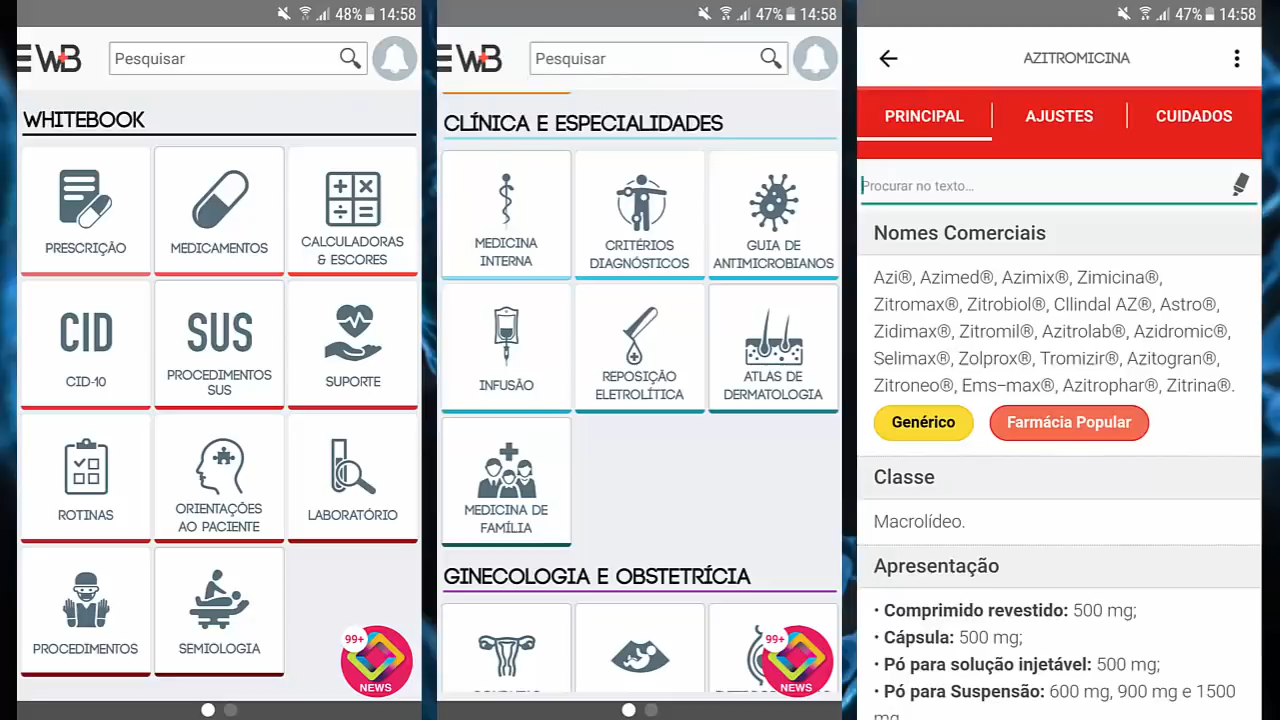 48% 14:58
WB
Pesquisar
WHITEBOOK
PRESCRIÇÃO
MEDICAMENTOS
CALCULADORAS
& ESCORES
CID
CID-10
SUS
PROCEDIMENTOS
SUS
SUPORTE
ROTINAS
ORIENTAÇÕES
AO PACIENTE
LABORATÓRIO
PROCEDIMENTOS
SEMIOLOGIA
99+
NEWS
47% 14:58
WB
Pesquisar
CLÍNICA E ESPECIALIDADES
MEDICINA
INTERNA
CRITÉRIOS
DIAGNÓSTICOS
GUIA DE
ANTIMICROBIANOS
INFUSÃO
REPOSIÇÃO
ELETROLÍTICA
ATLAS DE
DERMATOLOGIA
MEDICINA DE
FAMÍLIA
GINECOLOGIA E OBSTETRÍCIA
99+
NEWS
47% 14:58
AZITROMICINA
PRINCIPAL
AJUSTES
CUIDADOS
Procurar no texto...
Nomes Comerciais
Azi®, Azimed®, Azimix®, Zimicina®,
Zitromax®, Zitrobiol®, Cllindal AZ®, Astro®,
Zidimax®, Zitromil®, Azitrolab®, Azidromic®,
Selimax®, Zolprox®, Tromizir®, Azitogran®,
Zitroneo®, Ems-max®, Azitrophar®, Zitrina®.
Genérico
Farmácia Popular
Classe
Macrolídeo.
Apresentação
• Comprimido revestido: 500 mg;
• Cápsula: 500 mg;
• Pó para solução injetável: 500 mg;
• Pó para Suspensão: 600 mg, 900 mg e 1500
mg